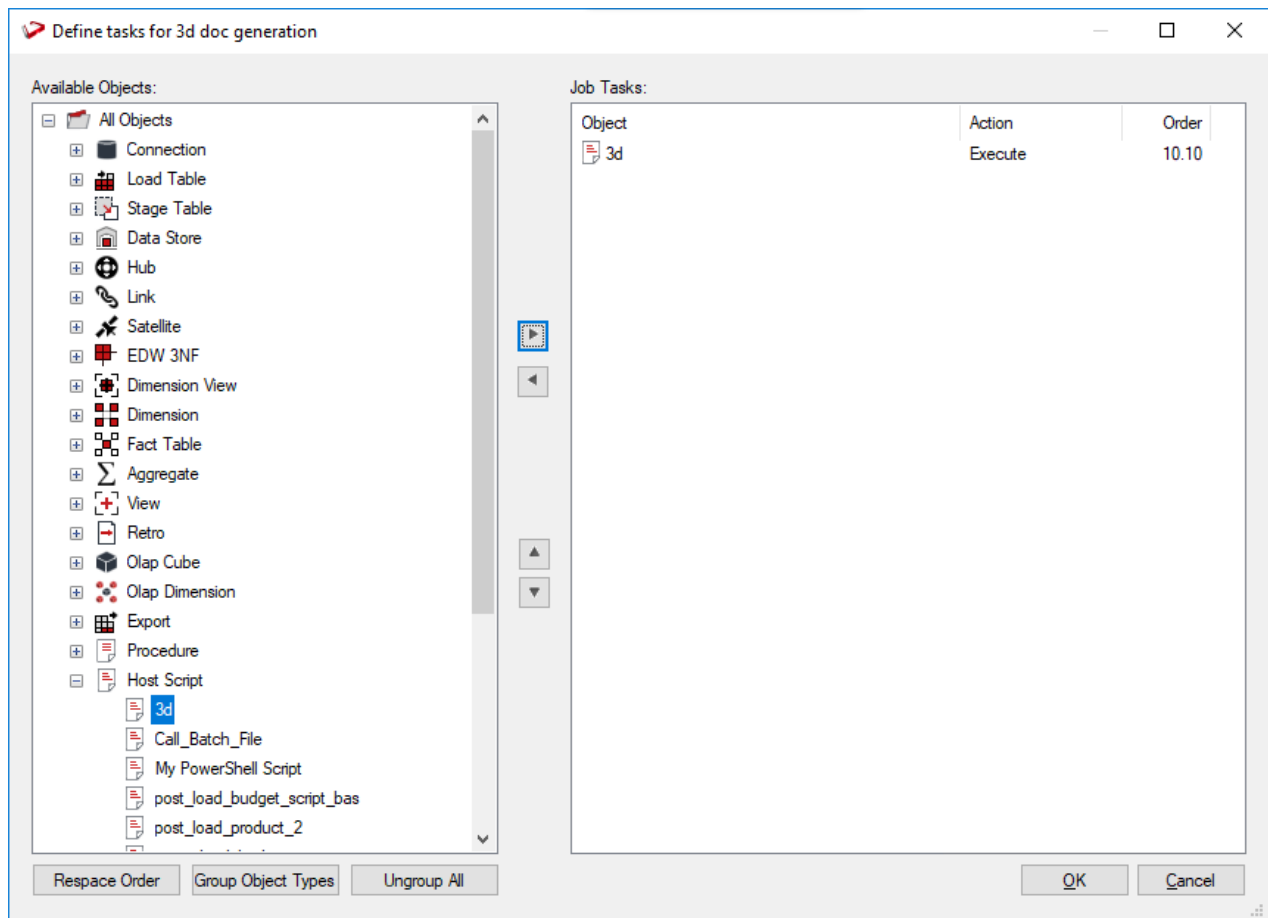 Define tasks for 3d doc generation
Available Objects:
All Objects
Connection
Load Table
Stage Table
Data Store
Hub
Link
Satellite
EDW 3NF
Dimension View
Dimension
Fact Table
Aggregate
View
Retro
Olap Cube
Olap Dimension
Export
Procedure
Host Script
3d
Call_Batch_File
My PowerShell Script
post_load_budget_script_bas
post_load_product_2
Respace Order Group Object Types Ungroup All
Job Tasks:
Object Action Order
3d Execute 10.10
OK Cancel